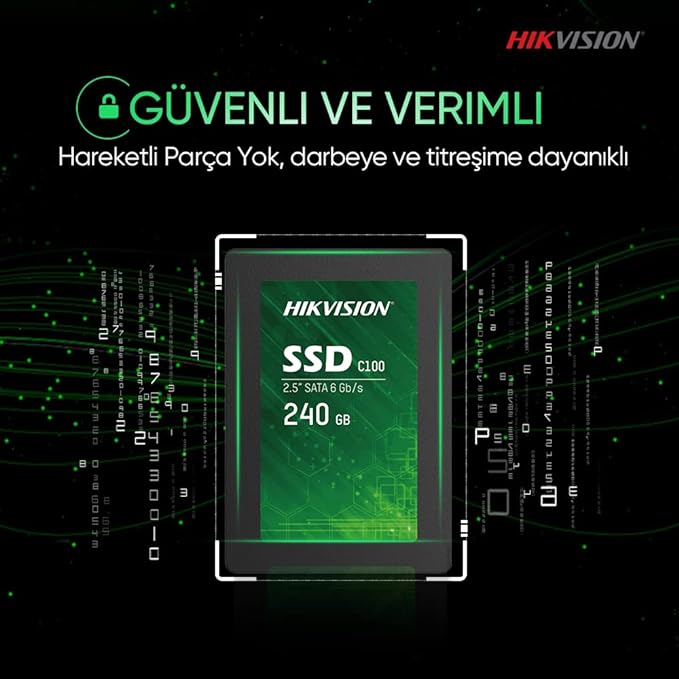 HIKVISION
GÜVENLI VE VERIMLI
Hareketli Parça Yok, darbeye ve titreşime dayanıklı
HIKVISION
SSD C100
2.5" SATA 6 Gb/s
240 GB